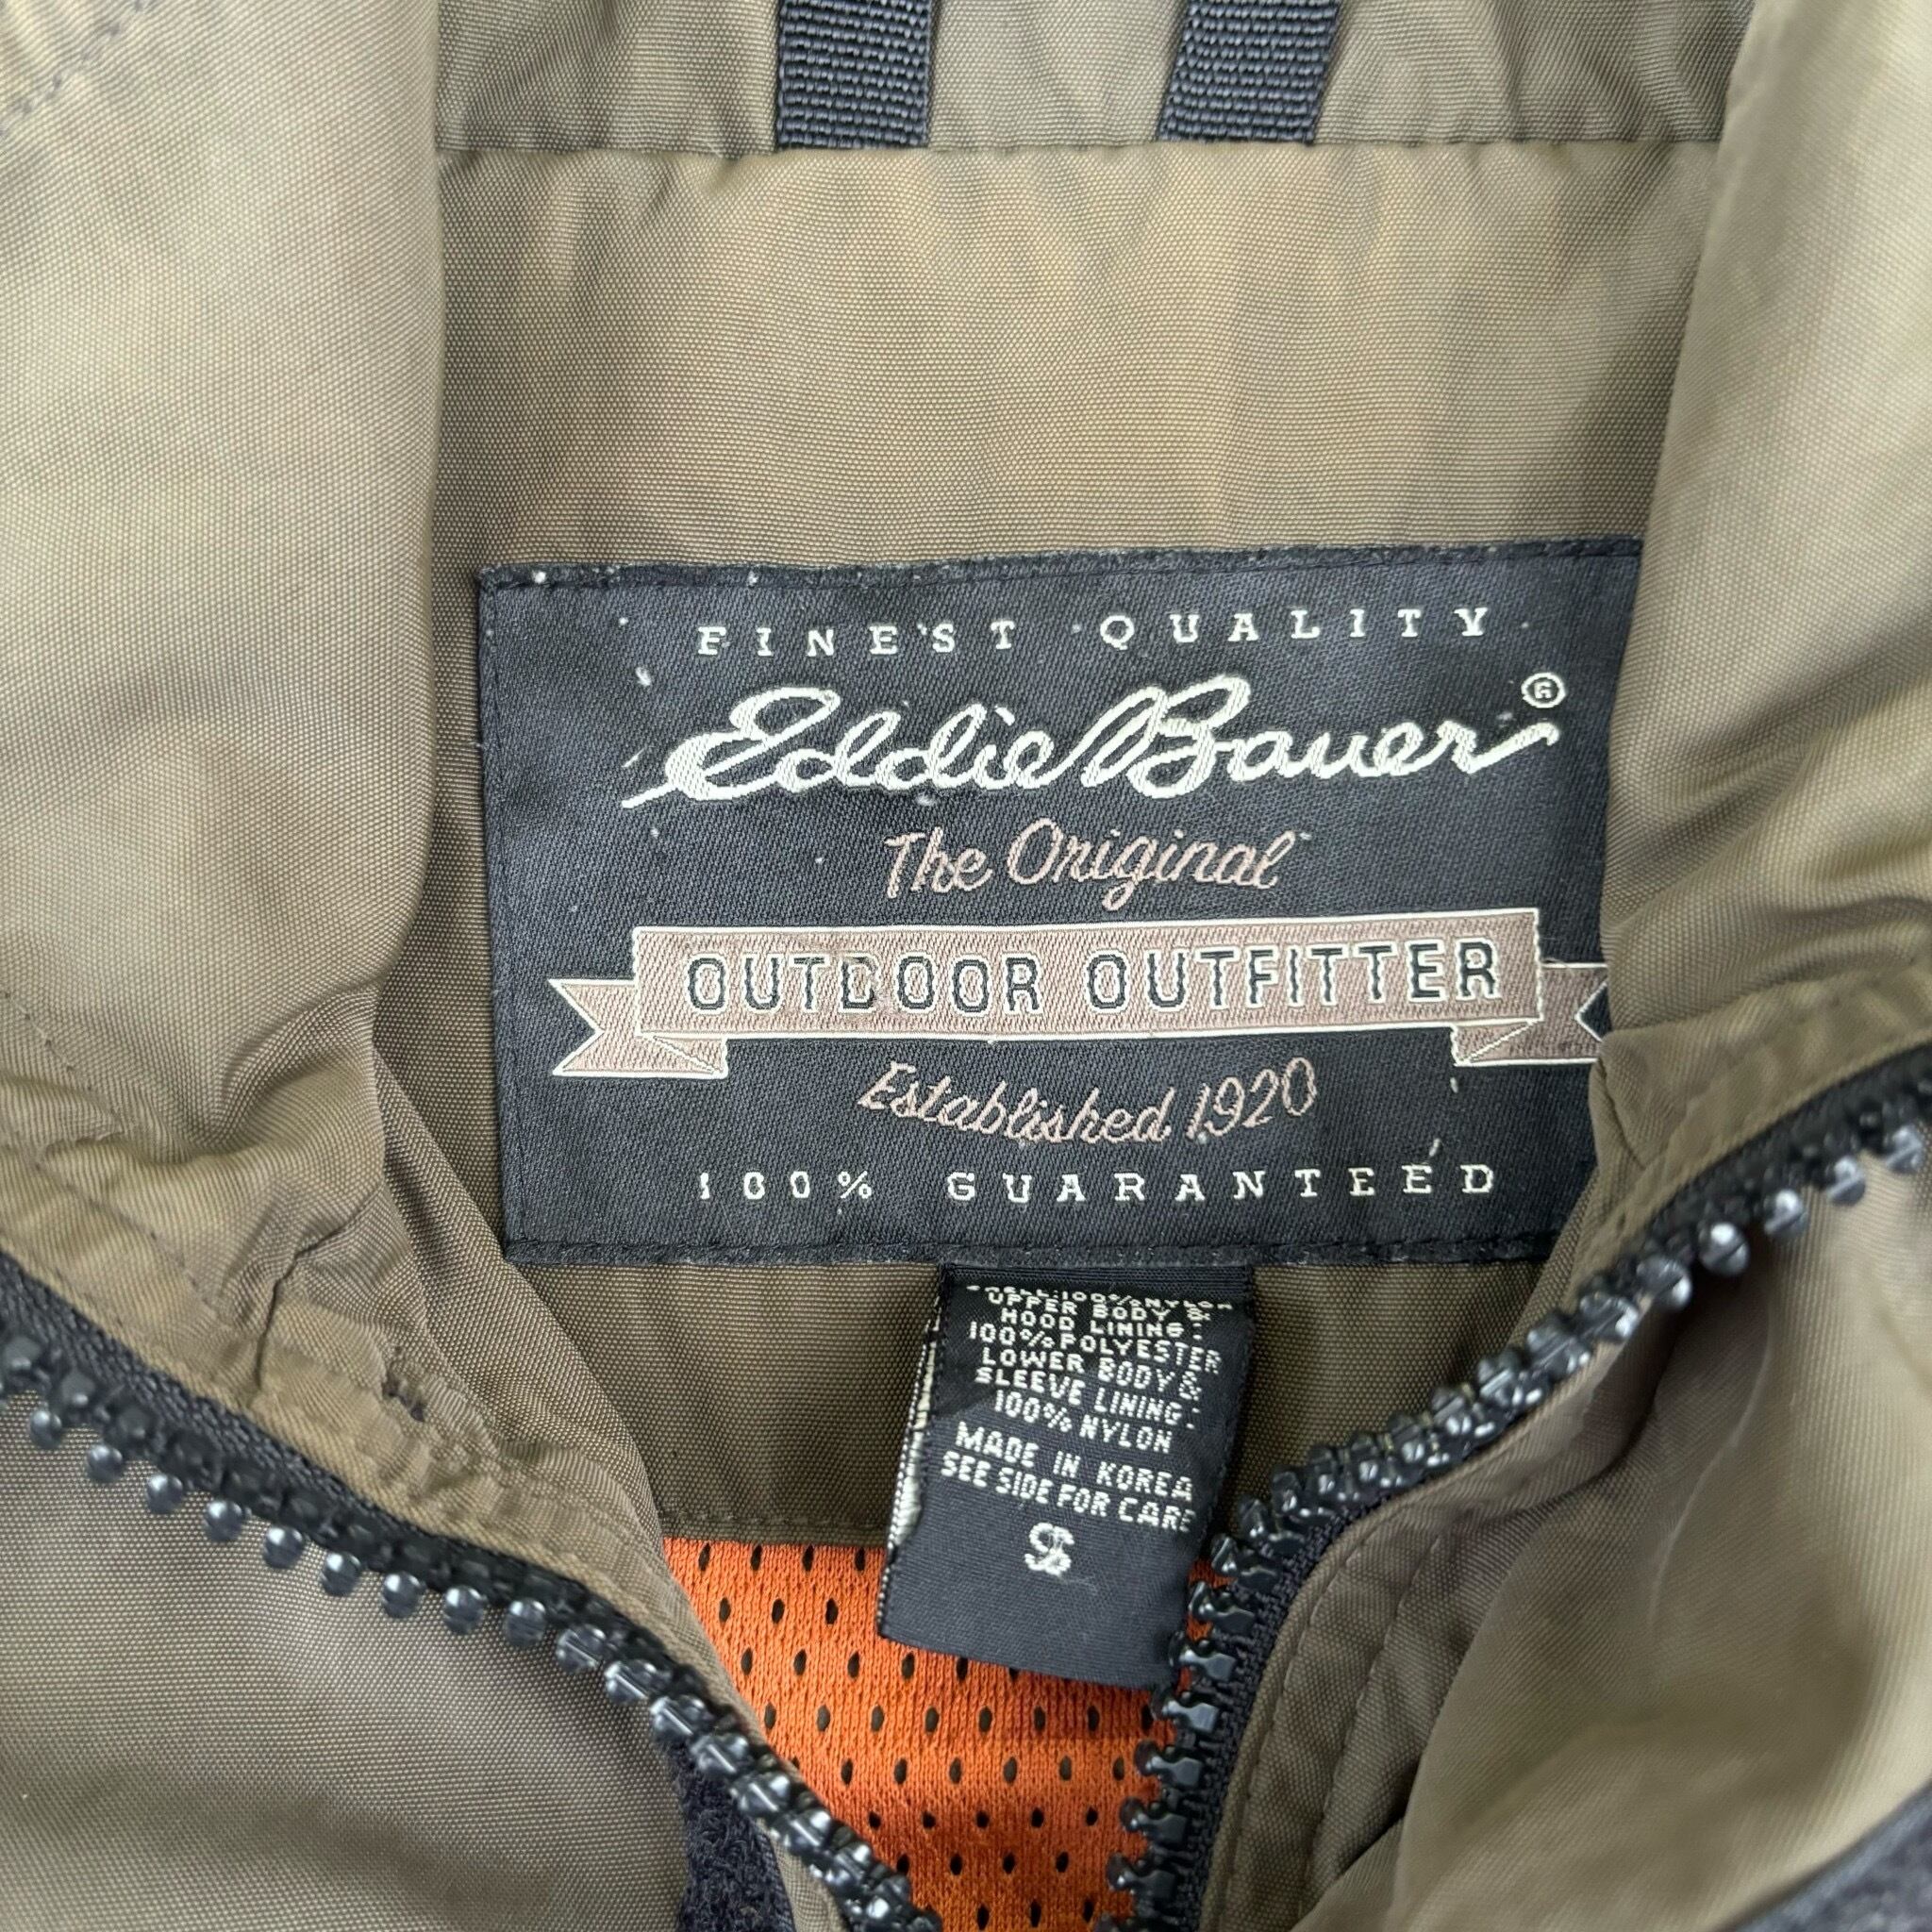 FINEST QUALITY
Eddie Bauer®
The Original
OUTDOOR OUTFITTER
Established 1920
100% GUARANTEED
UPPER BODY &
HOOD LINING:
100% POLYESTER
LOWER BODY &
SLEEVE LINING:
100% NYLON
MADE IN KOREA
SEE SIDE FOR CARE
S